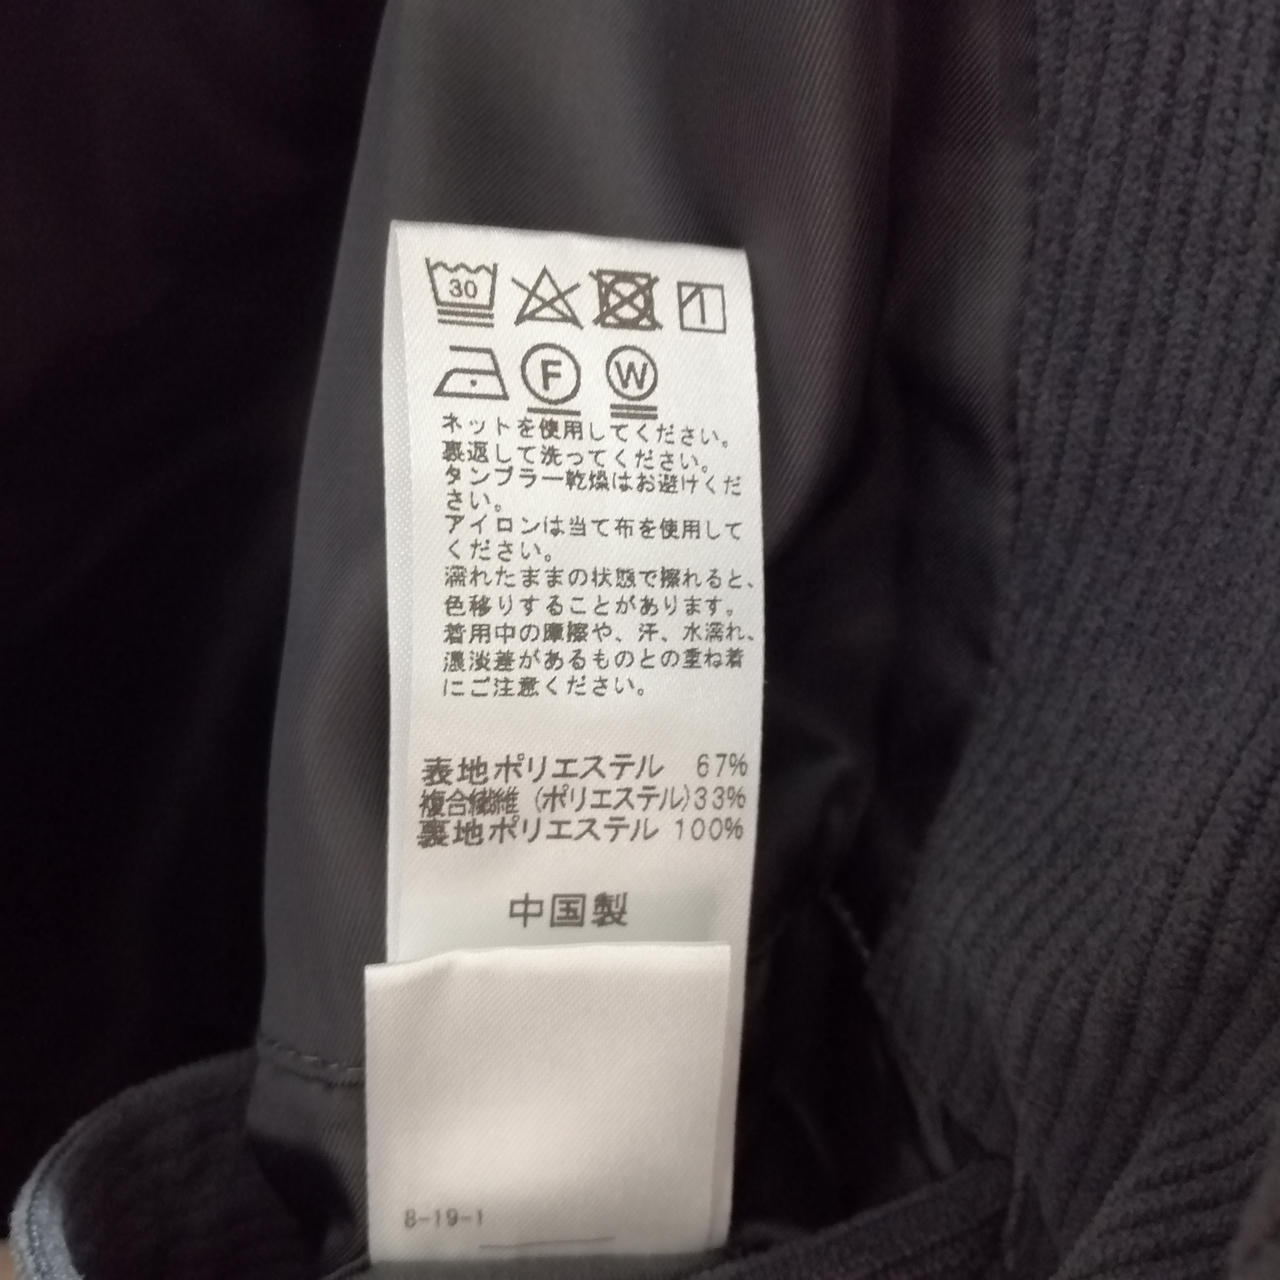 30
F W
ネットを使用してください。
裏返して洗ってください。
タンブラー乾燥はお避けくだ
さい。
アイロンは当て布を使用して
ください。
濡れたままの状態で擦れると、
色移りすることがあります。
着用中の摩擦や、汗、水濡れ、
濃淡差があるものとの重ね着
にご注意ください。
表地ポリエステル 67%
複合繊維(ポリエステル)33%
裏地ポリエステル 100%
中国製
8-19-1